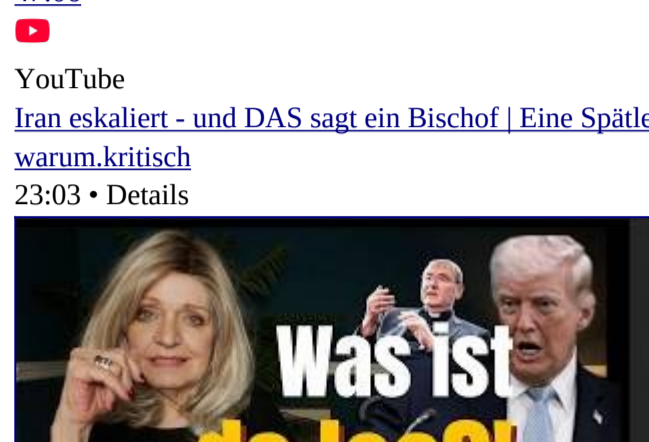 YouTube
Iran eskaliert - und DAS sagt ein Bischof | Eine Spätle
warum.kritisch
23:03 • Details
Was ist